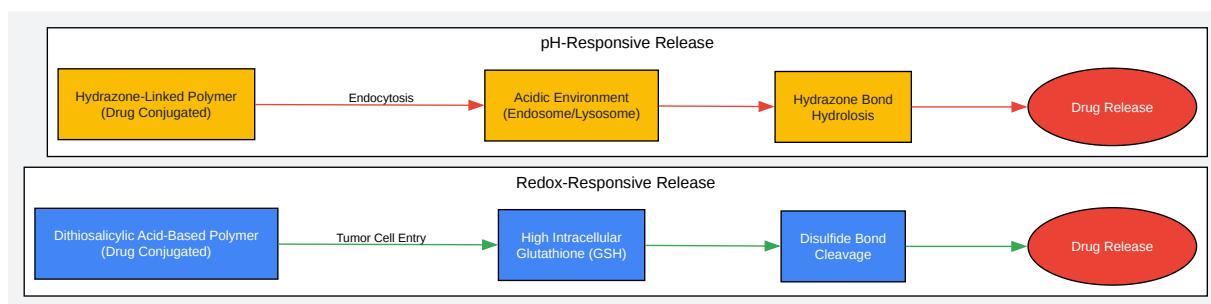 pH-Responsive Release
Hydrazone-Linked Polymer
(Drug Conjugated)
Endocytosis
Acidic Environment
(Endosome/Lysosome)
Hydrazone Bond
Hydrolosis
Drug Release
Redox-Responsive Release
Dithiosalicylic Acid-Based Polymer
(Drug Conjugated)
Tumor Cell Entry
High Intracellular
Glutathione (GSH)
Disulfide Bond
Cleavage
Drug Release